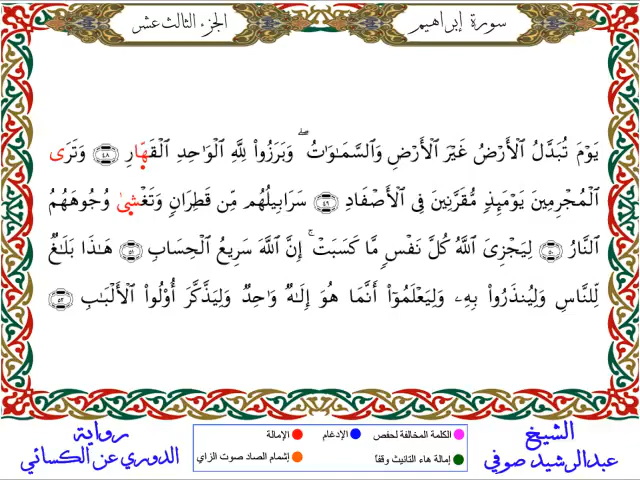 سورة إبراهيم
الجزء الثالث عشر
يَوْمَ تُبَدَّلُ ٱلْأَرْضُ غَيْرَ ٱلْأَرْضِ وَٱلسَّمَٰوَٰتُ ۖ وَبَرَزُوا۟ لِلَّهِ ٱلْوَٰحِدِ ٱلْقَهَّارِ ٤٨ وَتَرَى
ٱلْمُجْرِمِينَ يَوْمَئِذٍ مُّقَرَّنِينَ فِى ٱلْأَصْفَادِ ٤٩ سَرَابِيلُهُم مِّن قَطِرَانٍ وَتَغْشَىٰ وُجُوهَهُمُ
ٱلنَّارُ ٥٠ لِيَجْزِىَ ٱللَّهُ كُلَّ نَفْسٍ مَّا كَسَبَتْ ۚ إِنَّ ٱللَّهَ سَرِيعُ ٱلْحِسَابِ ٥١ هَٰذَا بَلَٰغٌ
لِّلنَّاسِ وَلِيُنذَرُوا۟ بِهِۦ وَلِيَعْلَمُوٓا۟ أَنَّمَا هُوَ إِلَٰهٌ وَٰحِدٌ وَلِيَذَّكَّرَ أُو۟لُوا۟ ٱلْأَلْبَٰبِ ٥٢
الشيخ
عبدالرشيد صوفي
الكلمة المخالفة لحفص
الإدغام
الإمالة
إمالة هاء التانيث وقفاً
إشمام الصاد صوت الزاي
رواية
الدوري عن الكسائي